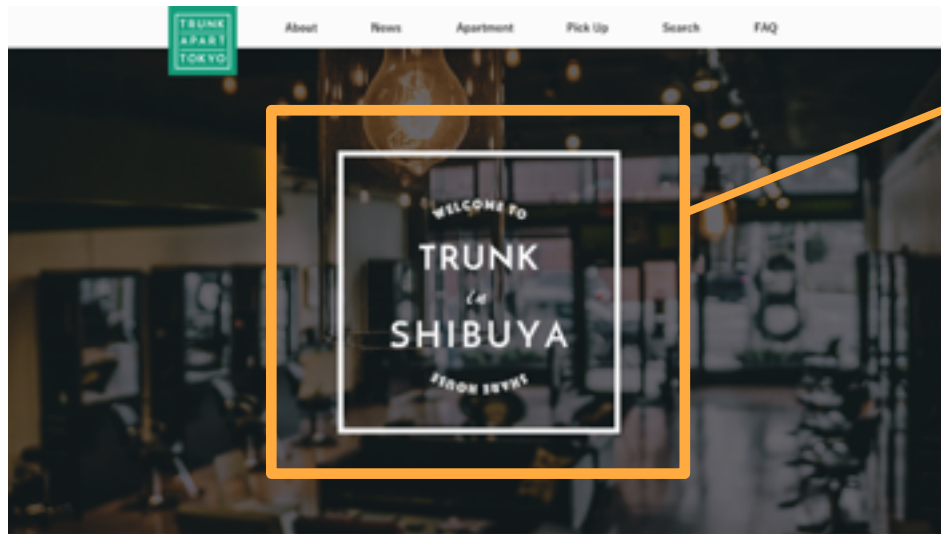 TRUNK
APART
TOKYO
About News Apartment Pick Up Search FAQ
WELCOME TO
TRUNK
in
SHIBUYA
SHARE HOUSE